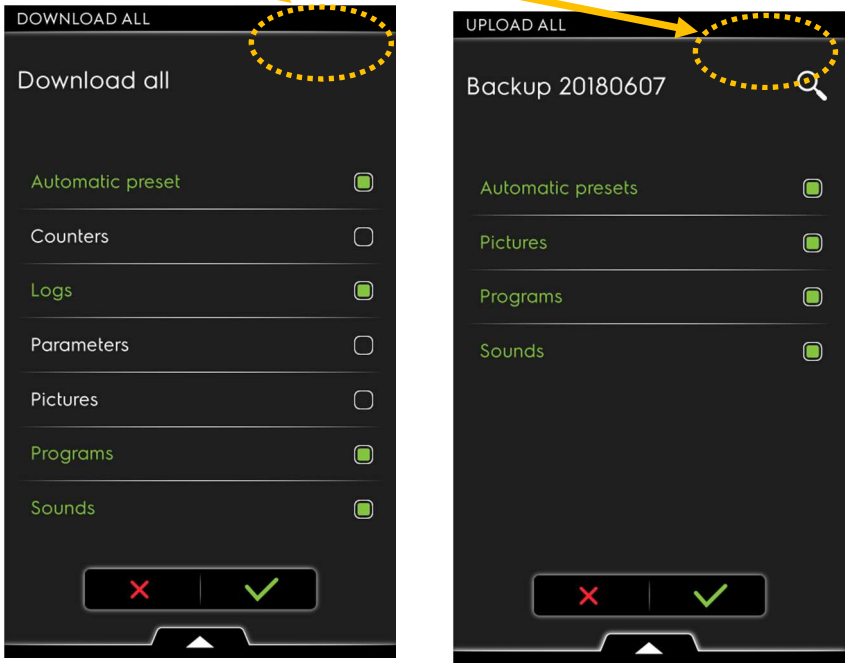 DOWNLOAD ALL
Download all
Automatic preset
Counters
Logs
Parameters
Pictures
Programs
Sounds
UPLOAD ALL
Backup 20180607
Automatic presets
Pictures
Programs
Sounds